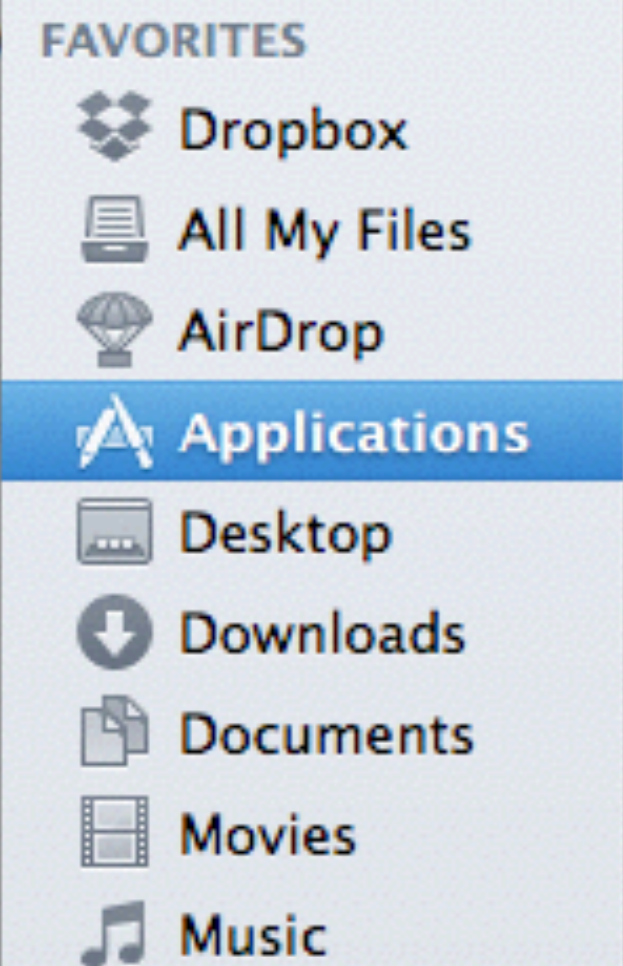 FAVORITES
Dropbox
All My Files
AirDrop
Applications
Desktop
Downloads
Documents
Movies
Music